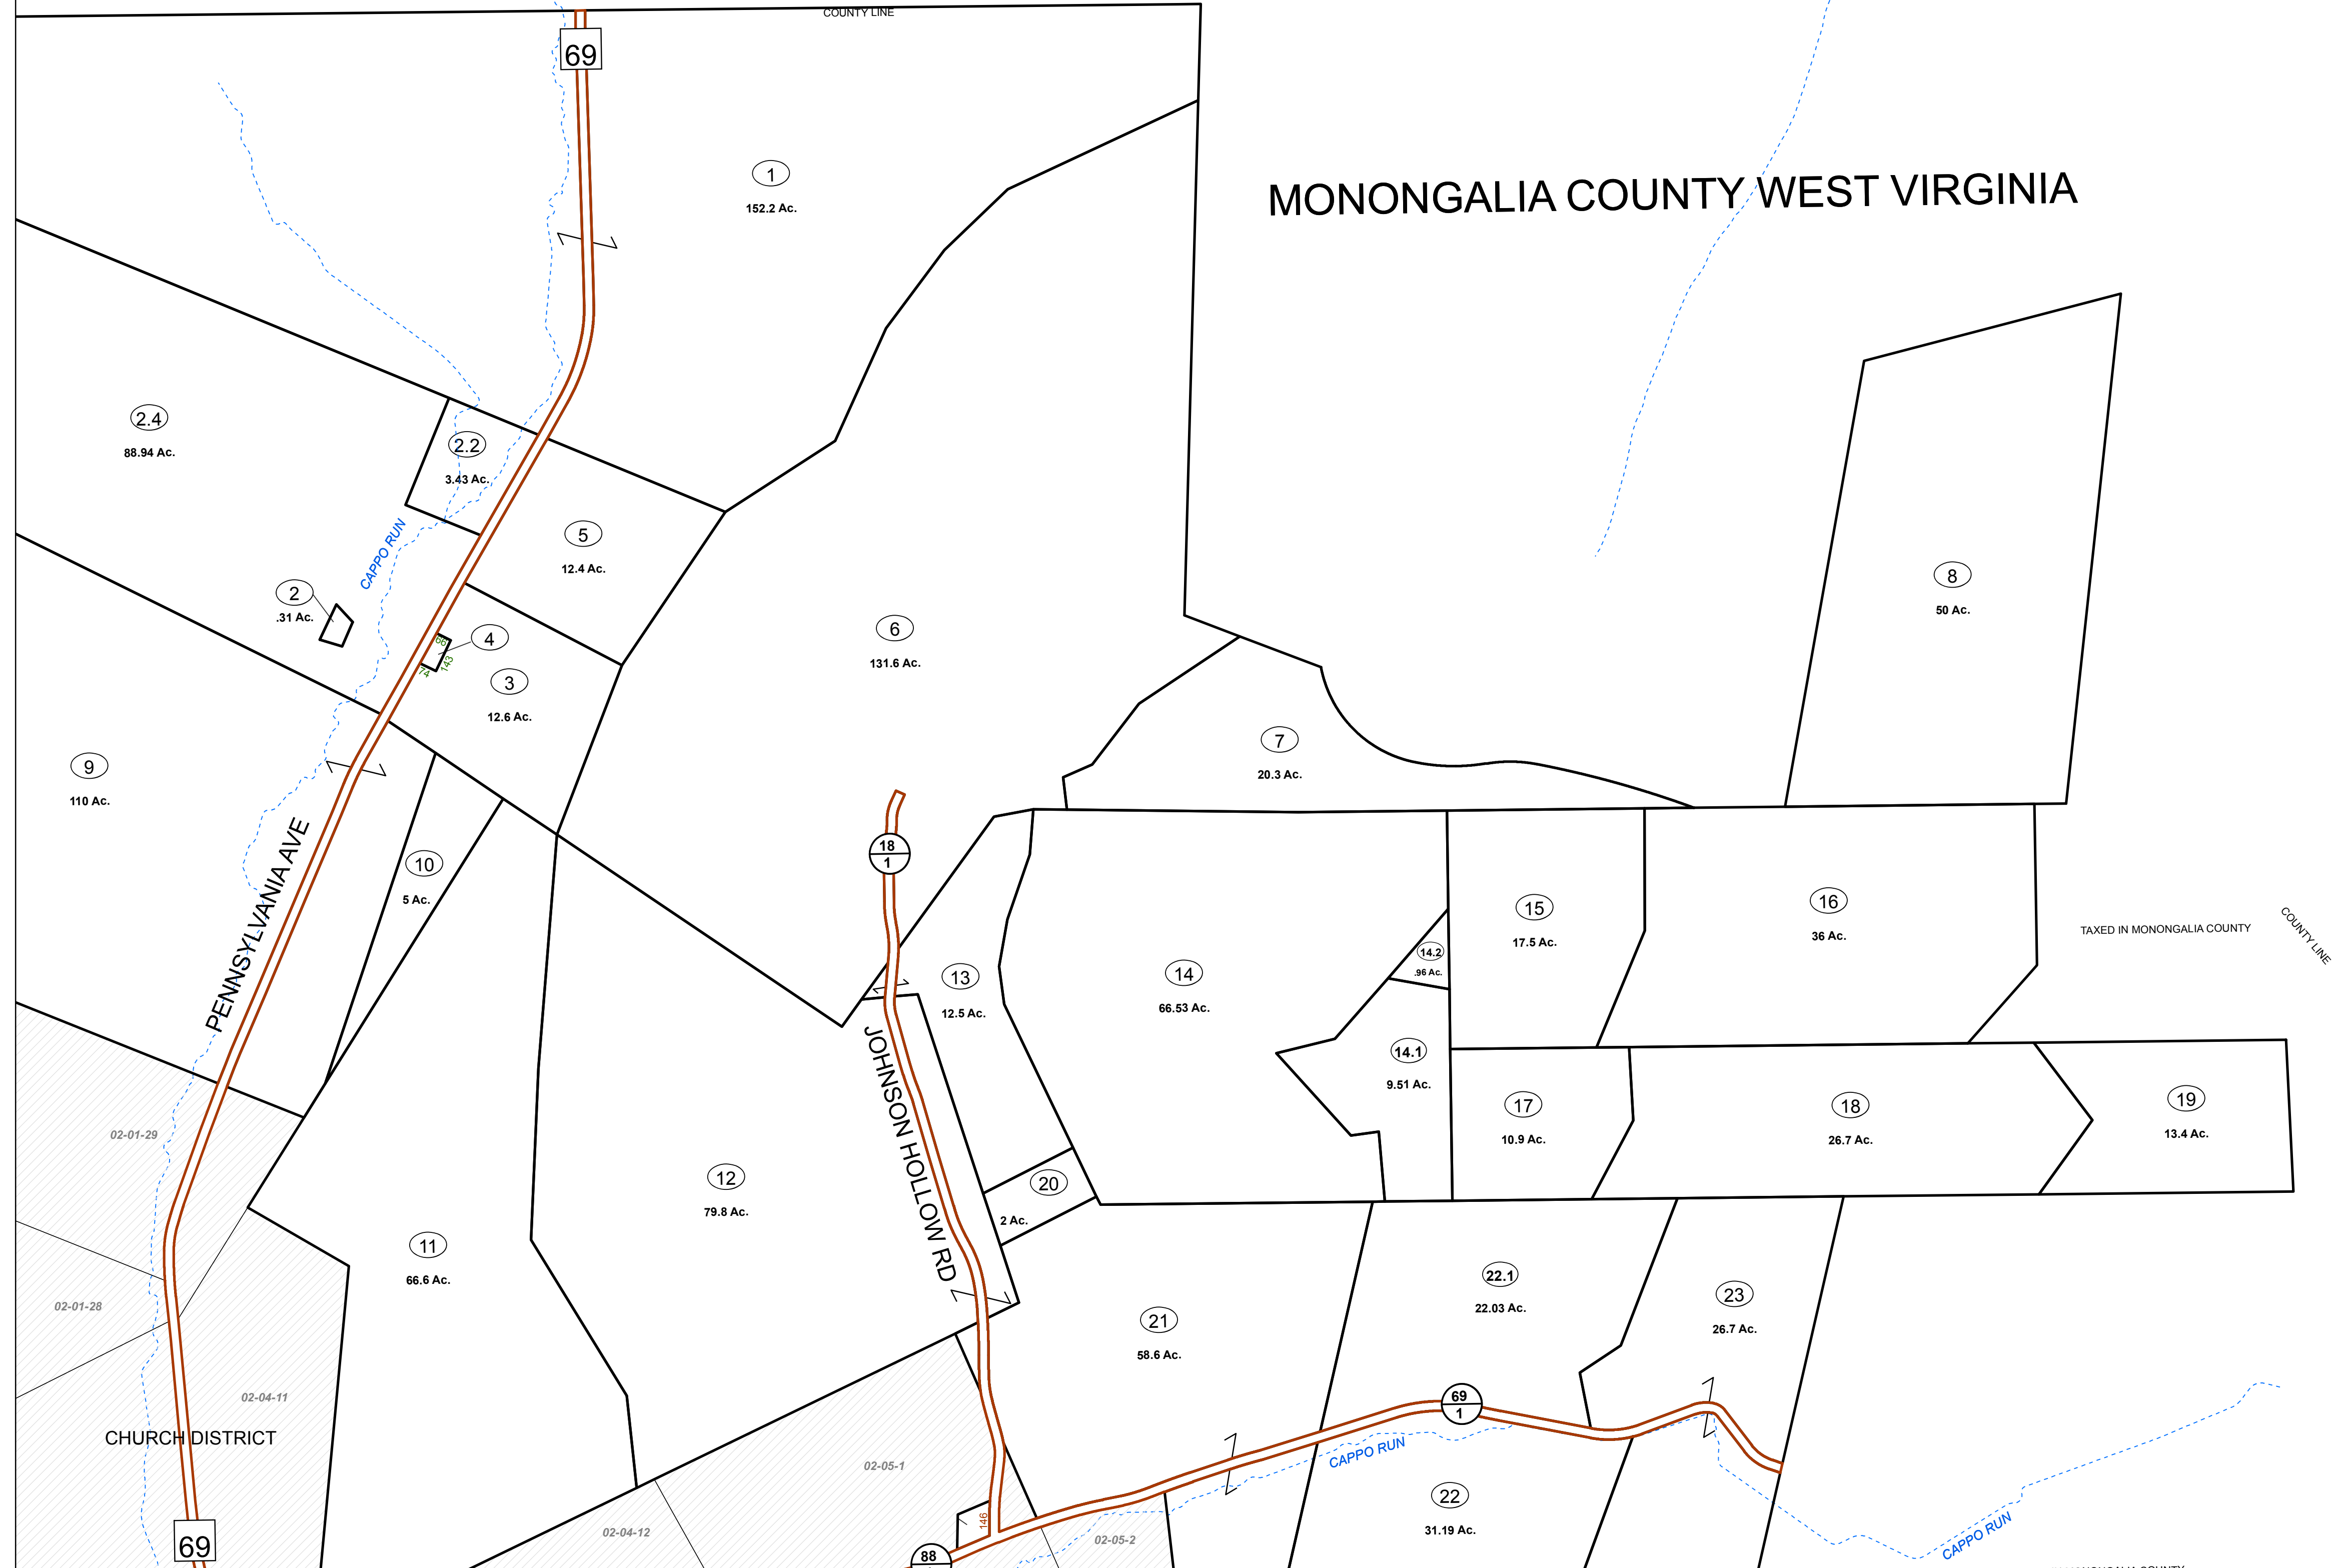 COUNTY LINE
69
1
152.2 Ac.
MONONGALIA COUNTY WEST VIRGINIA
2.4
88.94 Ac.
2.2
3.43 Ac.
5
12.4 Ac.
CAPPO RUN
8
50 Ac.
2
.31 Ac.
4
66
143
74
3
12.6 Ac.
6
131.6 Ac.
7
20.3 Ac.
9
110 Ac.
18
1
10
5 Ac.
PENNSYLVANIA AVE
13
12.5 Ac.
14
66.53 Ac.
14.2
.96 Ac.
15
17.5 Ac.
16
36 Ac.
TAXED IN MONONGALIA COUNTY
COUNTY LINE
14.1
9.51 Ac.
17
10.9 Ac.
18
26.7 Ac.
19
13.4 Ac.
JOHNSON HOLLOW RD
02-01-29
12
79.8 Ac.
20
2 Ac.
11
66.6 Ac.
02-01-28
21
58.6 Ac.
22.1
22.03 Ac.
23
26.7 Ac.
02-04-11
CHURCH DISTRICT
69
1
CAPPO RUN
02-05-1
22
31.19 Ac.
02-04-12
146
02-05-2
CAPPO RUN
69
88